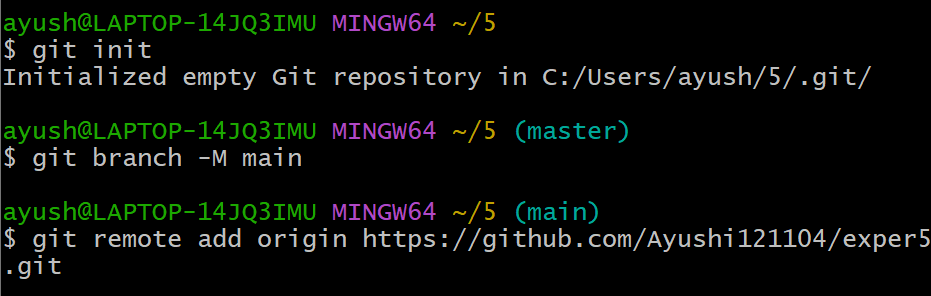 ayush@LAPTOP-14JQ3IMU MINGW64 ~/5
$ git init
Initialized empty Git repository in C:/Users/ayush/5/.git/
ayush@LAPTOP-14JQ3IMU MINGW64 ~/5 (master)
$ git branch -M main
ayush@LAPTOP-14JQ3IMU MINGW64 ~/5 (main)
$ git remote add origin https://github.com/Ayushi121104/exper5
.git